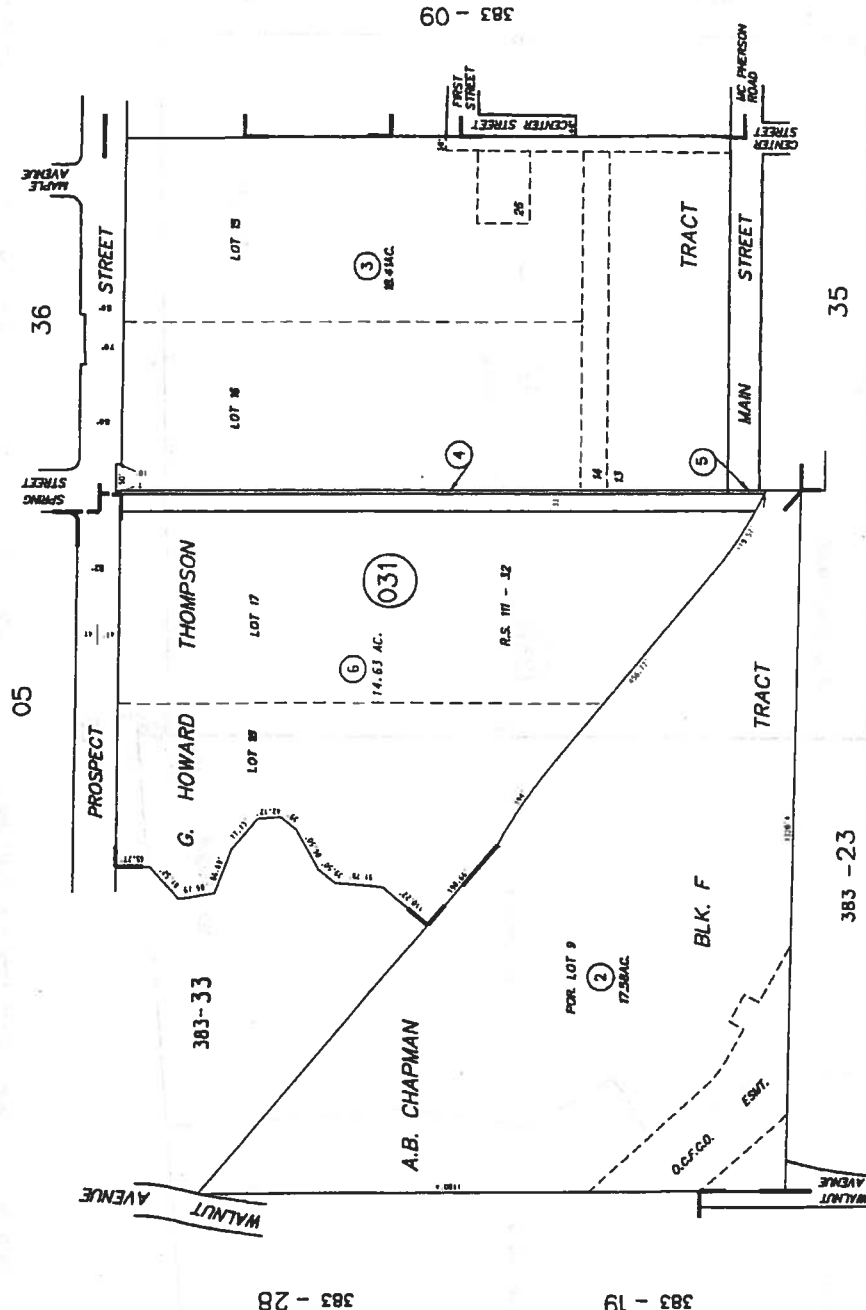 383 - 09
36
MAPLE
AVENUE
STREET
FIRST
STREET
CENTER STREET
MC PHERSON
ROAD
CENTER
STREET
LOT 15
3
18.41AC.
26
TRACT
LOT 16
14
13
MAIN STREET
35
SPRING
STREET
50'
4
5
05
PROSPECT
G. HOWARD THOMPSON
LOT 17
031
6
14.63 AC.
R.S. 111 - 32
LOT 18
383-33
A.B. CHAPMAN
POR. LOT 9
2
17.58AC.
BLK. F
TRACT
383 - 23
O.C.F.C.D. ESMT.
WALNUT
AVENUE
WALNUT
AVENUE
383 - 28
383 - 19